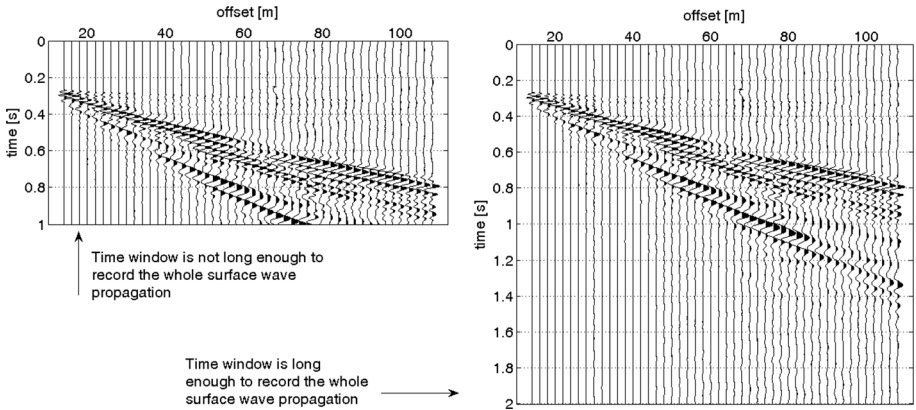 offset [m]
20 40 60 80 100
0
0.2
0.4
0.6
0.8
1
time [s]
Time window is not long enough to
record the whole surface wave
propagation
offset [m]
20 40 60 80 100
0
0.2
0.4
0.6
0.8
1
1.2
1.4
1.6
1.8
2
time [s]
Time window is long
enough to record the whole
surface wave propagation